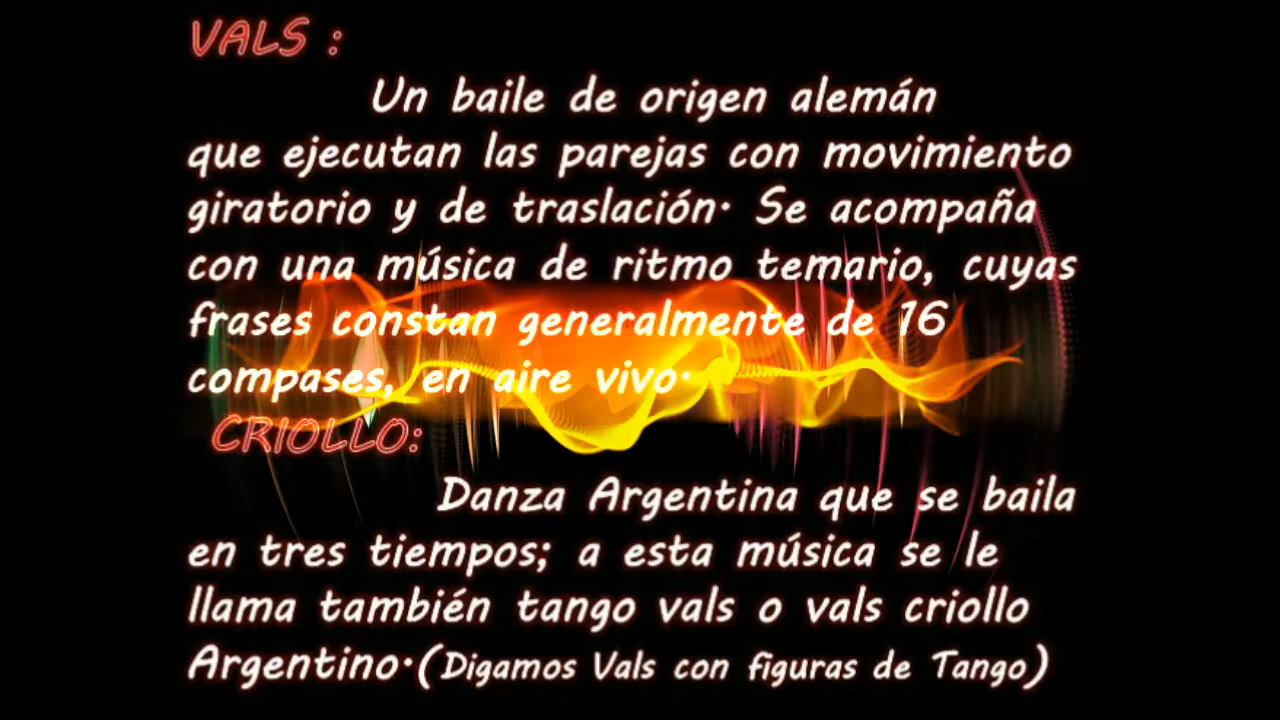 VALS :
Un baile de origen alemán
que ejecutan las parejas con movimiento
giratorio y de traslación. Se acompaña
con una música de ritmo temario, cuyas
frases constan generalmente de 16
compases, en aire vivo.
CRIOLLO:
Danza Argentina que se baila
en tres tiempos; a esta música se le
llama también tango vals o vals criollo
Argentino.(Digamos Vals con figuras de Tango)